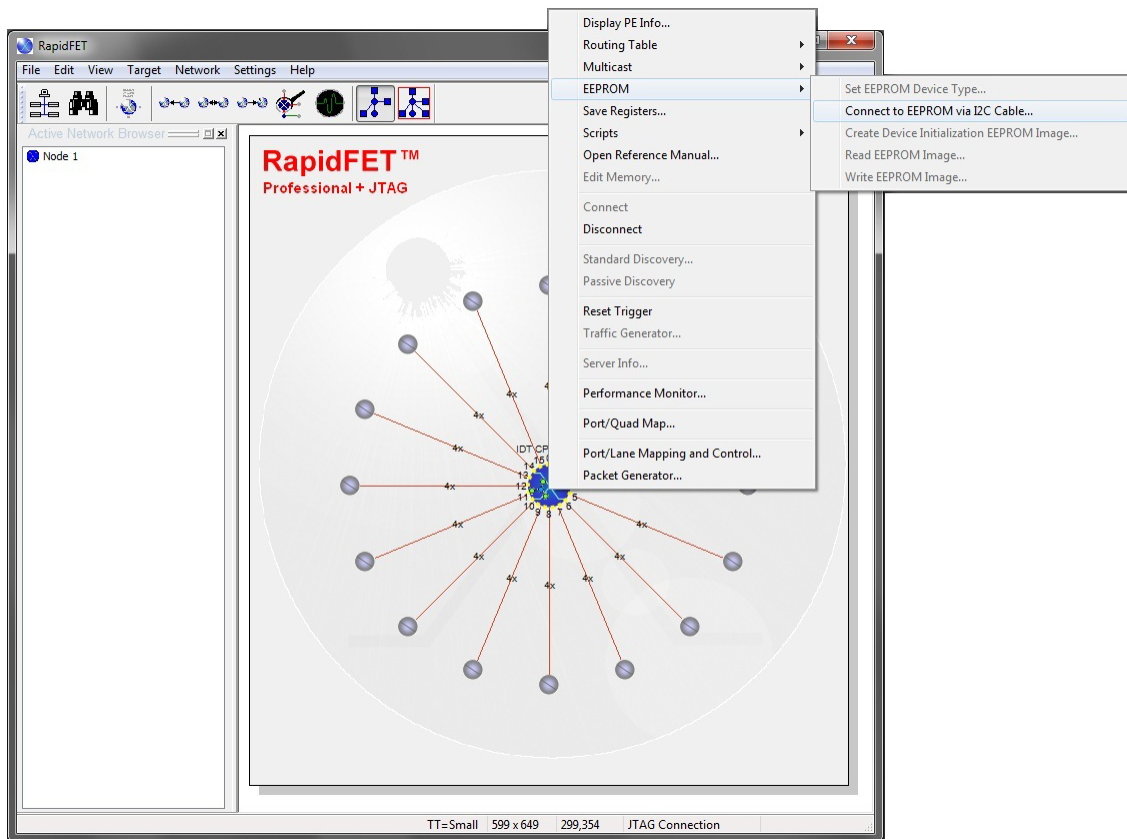 RapidFET
File Edit View Target Network Settings Help
Active Network Browser
Node 1
RapidFET™
Professional + JTAG
Display PE Info...
Routing Table
Multicast
EEPROM
Save Registers...
Scripts
Open Reference Manual...
Edit Memory...
Connect
Disconnect
Standard Discovery...
Passive Discovery
Reset Trigger
Traffic Generator...
Server Info...
Performance Monitor...
Port/Quad Map...
Port/Lane Mapping and Control...
Packet Generator...
Set EEPROM Device Type...
Connect to EEPROM via I2C Cable...
Create Device Initialization EEPROM Image...
Read EEPROM Image...
Write EEPROM Image...
4x
4x
4x
4x
4x
4x
4x
4x
4x
4x
4x
IDT
15
14
13
12
11
10
9
8
7
6
5
TT=Small 599 x 649 299,354 JTAG Connection